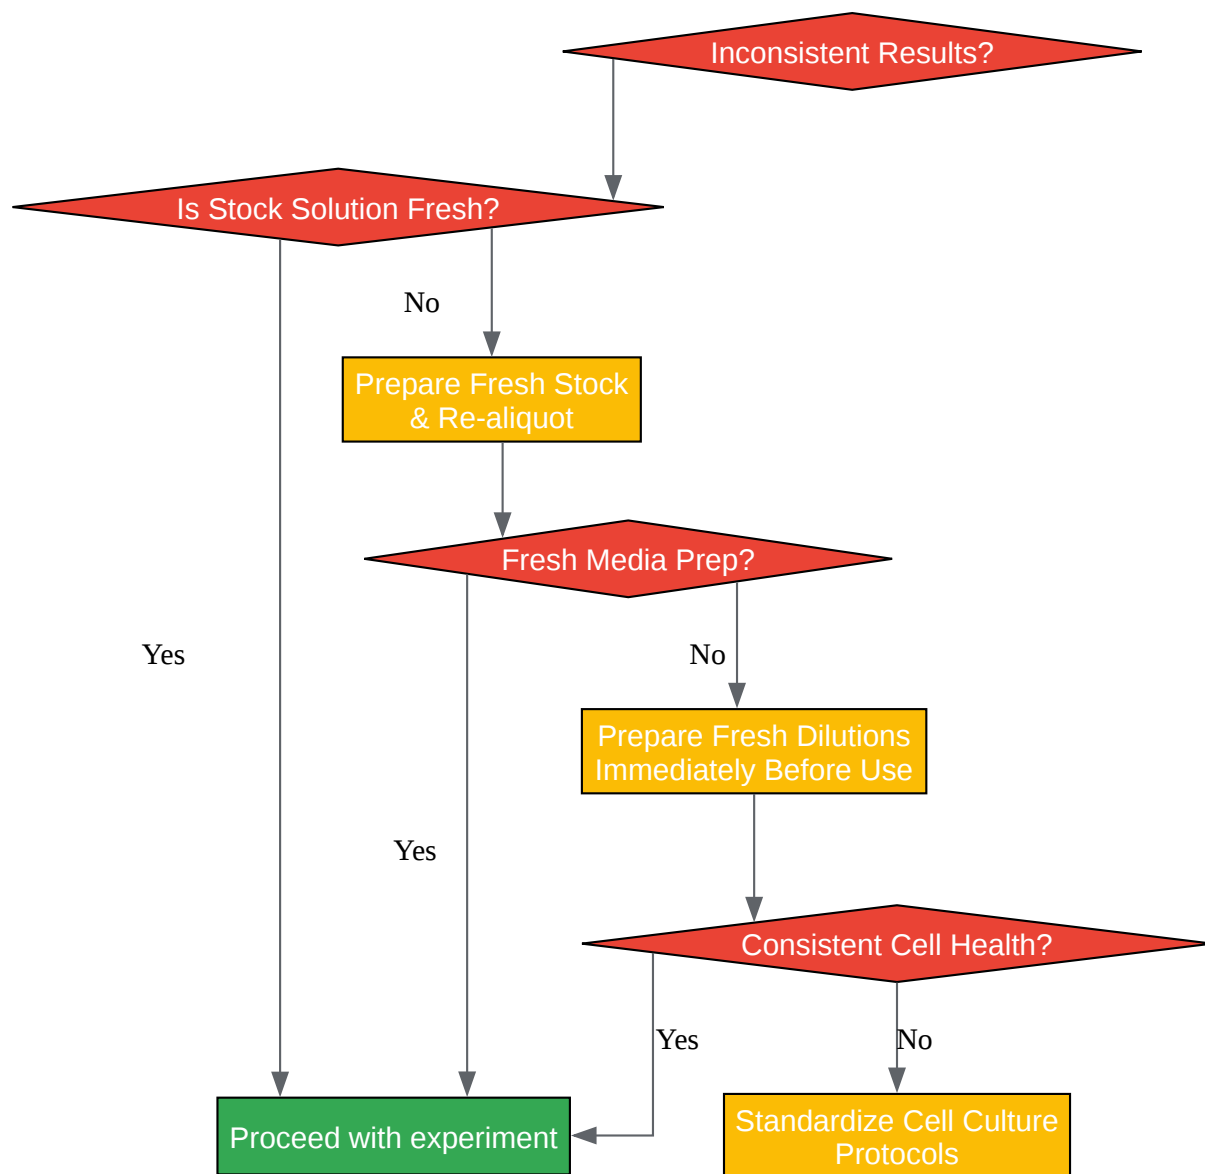 Inconsistent Results?
Is Stock Solution Fresh?
No
Prepare Fresh Stock
& Re-aliquot
Fresh Media Prep?
Yes
No
Prepare Fresh Dilutions
Immediately Before Use
Yes
Consistent Cell Health?
Yes
No
Proceed with experiment
Standardize Cell Culture
Protocols